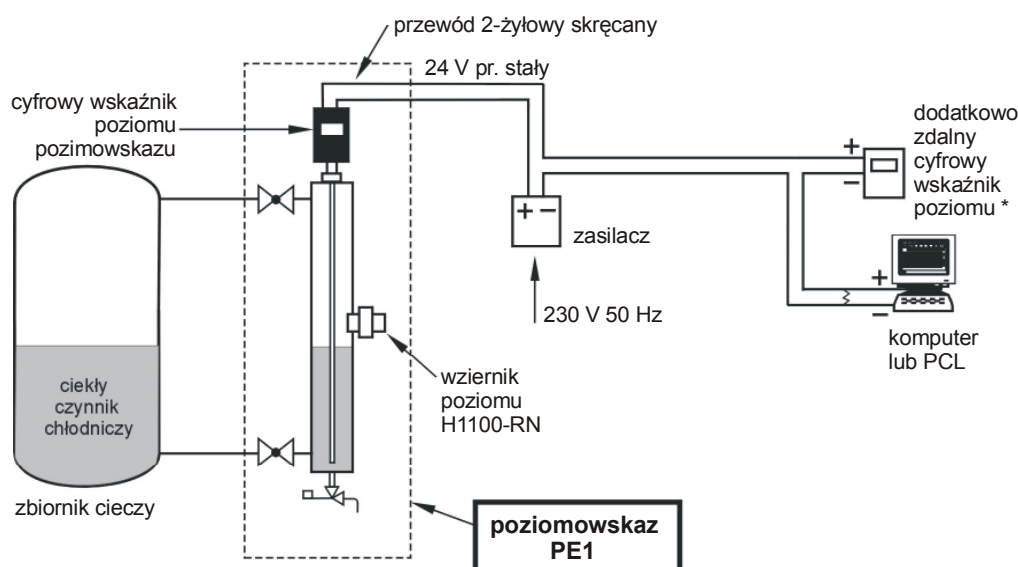 przewód 2-żyłowy skręcany
24 V pr. stały
cyfrowy wskaźnik
poziomu
pozimowskazu
dodatkowo
zdalny
cyfrowy
wskaźnik
poziomu *
+
−
+ −
zasilacz
230 V 50 Hz
+
−
komputer
lub PCL
wziernik
poziomu
H1100-RN
ciekły
czynnik
chłodniczy
zbiornik cieczy
poziomowskaz
PE1